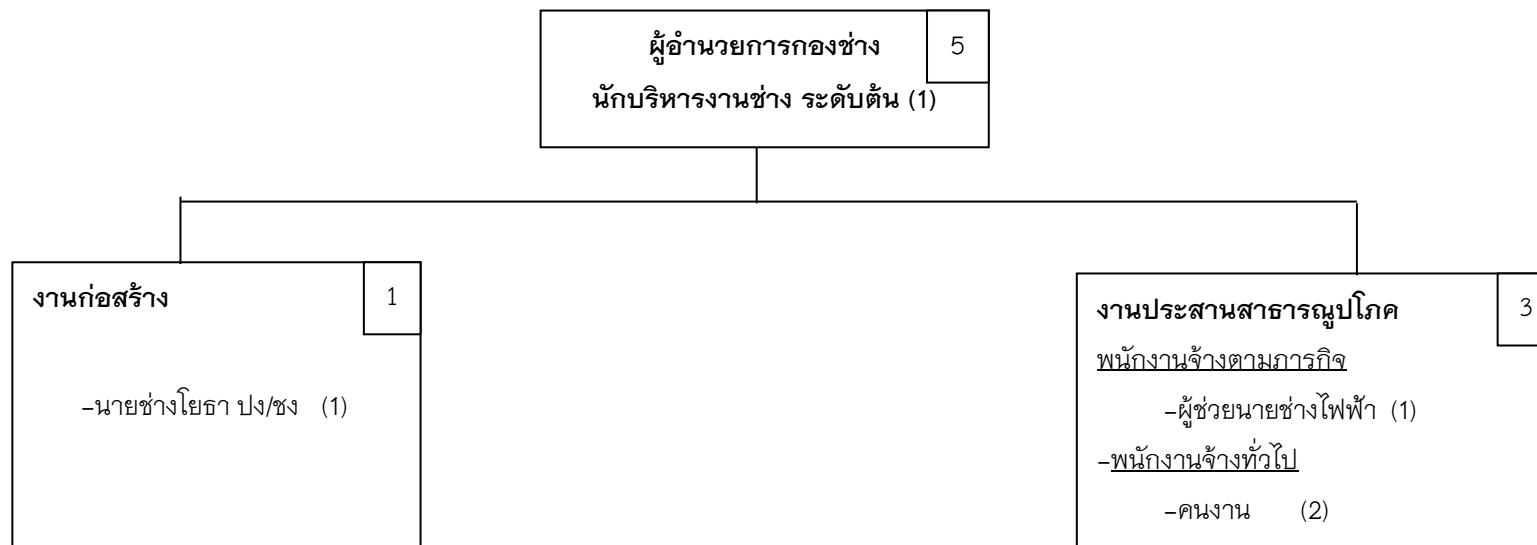 ผู้อำนวยการกองช่าง
5
นักบริหารงานช่าง ระดับต้น (1)
งานก่อสร้าง
1
-นายช่างโยธา ปง/ชง (1)
งานประสานสาธารณูปโภค
3
พนักงานจ้างตามภารกิจ
-ผู้ช่วยนายช่างไฟฟ้า (1)
-พนักงานจ้างทั่วไป
-คนงาน (2)